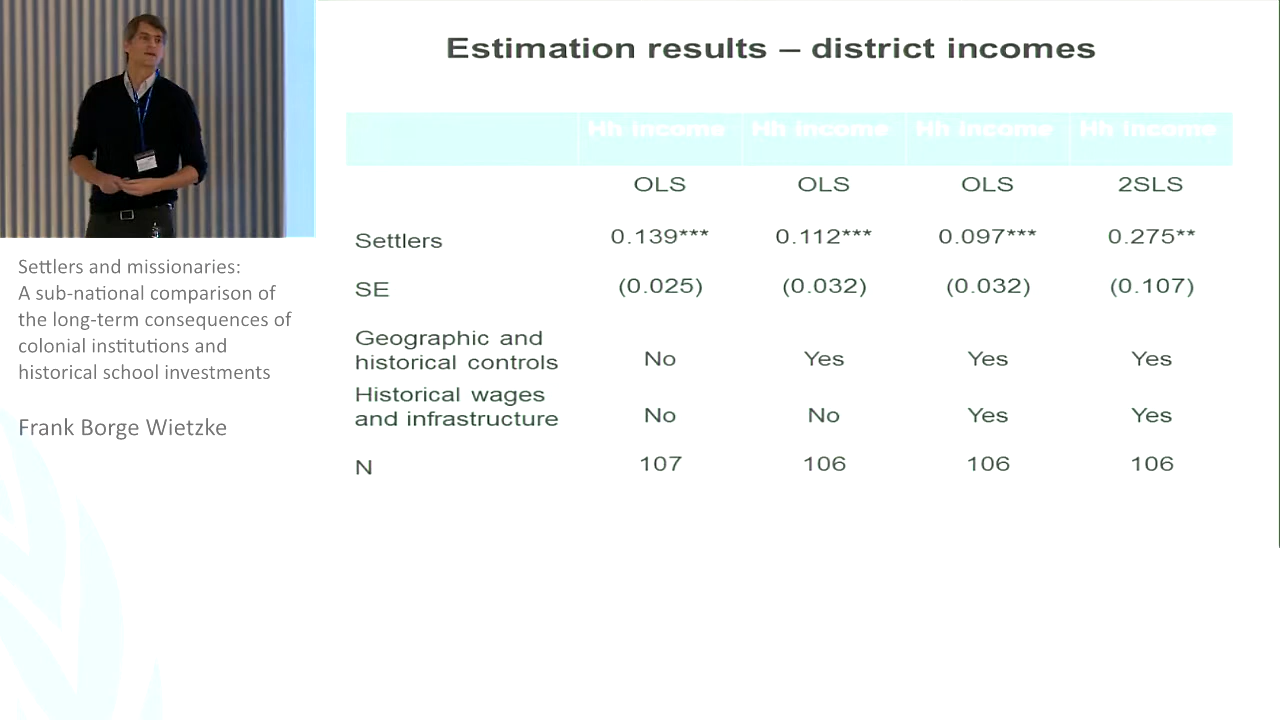 Estimation results – district incomes
Hh income Hh income Hh income Hh income
OLS OLS OLS 2SLS
Settlers 0.139*** 0.112*** 0.097*** 0.275**
SE (0.025) (0.032) (0.032) (0.107)
Geographic and
historical controls No Yes Yes Yes
Historical wages
and infrastructure No No Yes Yes
N 107 106 106 106
Settlers and missionaries:
A sub-national comparison of
the long-term consequences of
colonial institutions and
historical school investments
Frank Borge Wietzke